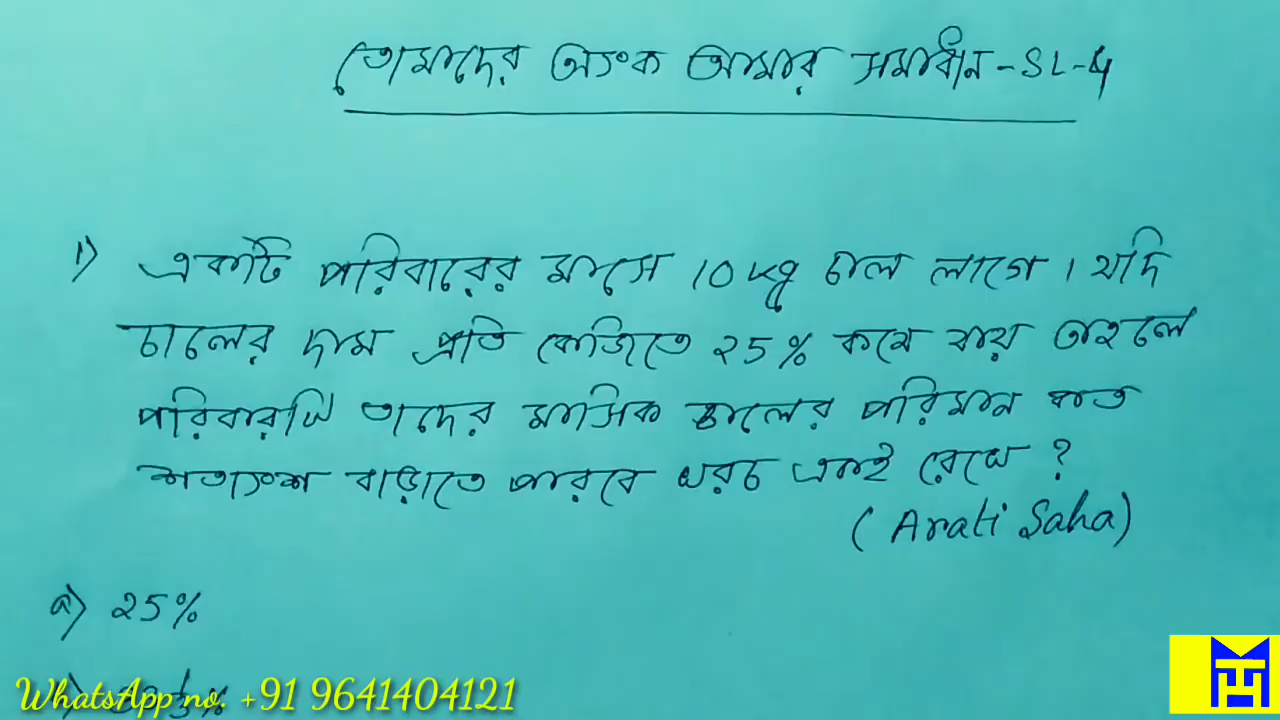 তোমাদের অংক আমার সমাধান-SL-4
1) একটি পরিবারের মাসে 10 kg চাল লাগে। যদি
চালের দাম প্রতি কেজিতে 25% কমে যায় তাহলে
পরিবারটি তাদের মাসিক চালের পরিমান কত
শতাংশ বাড়াতে পারবে খরচ একই রেখে ?
(Arati Saha)
a) 25%
WhatsApp no. +91 9641404121